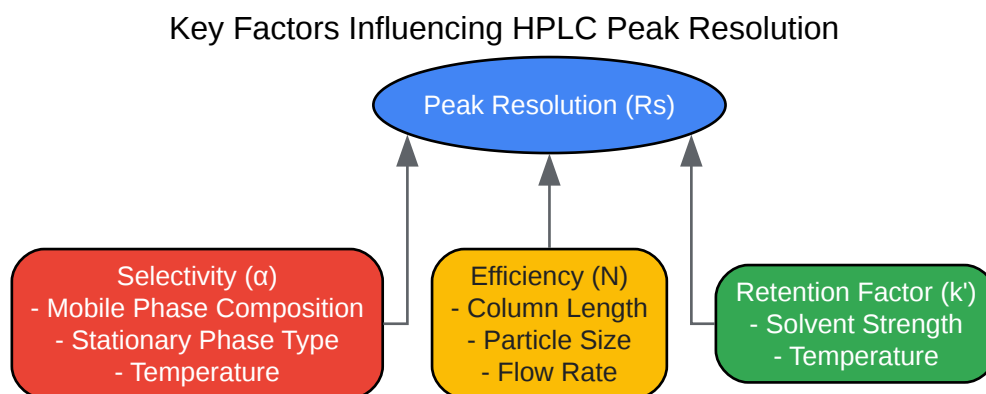 Key Factors Influencing HPLC Peak Resolution
Peak Resolution (Rs)
Selectivity (α)
- Mobile Phase Composition
- Stationary Phase Type
- Temperature
Efficiency (N)
- Column Length
- Particle Size
- Flow Rate
Retention Factor (k')
- Solvent Strength
- Temperature